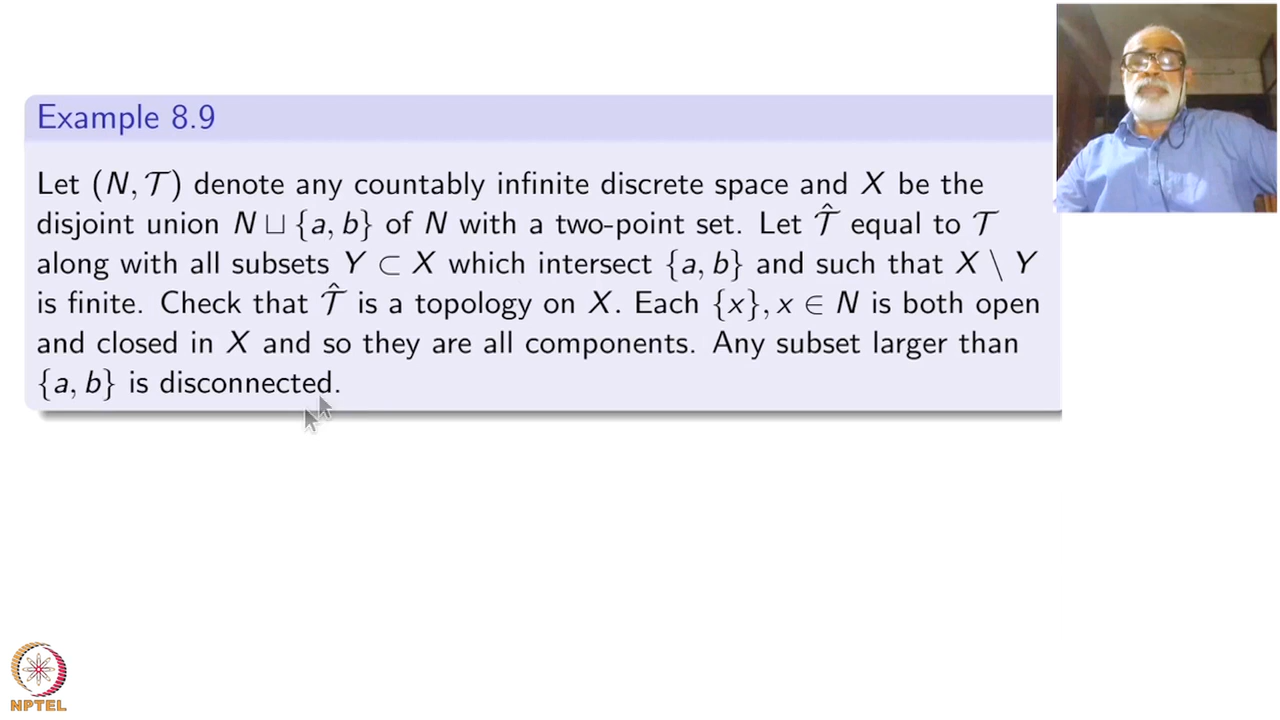 Example 8.9
Let (N, 𝒯) denote any countably infinite discrete space and X be the
disjoint union N ⊔ {a, b} of N with a two-point set. Let 𝒯̂ equal to 𝒯
along with all subsets Y ⊂ X which intersect {a, b} and such that X \ Y
is finite. Check that 𝒯̂ is a topology on X. Each {x}, x ∈ N is both open
and closed in X and so they are all components. Any subset larger than
{a, b} is disconnected.
NPTEL